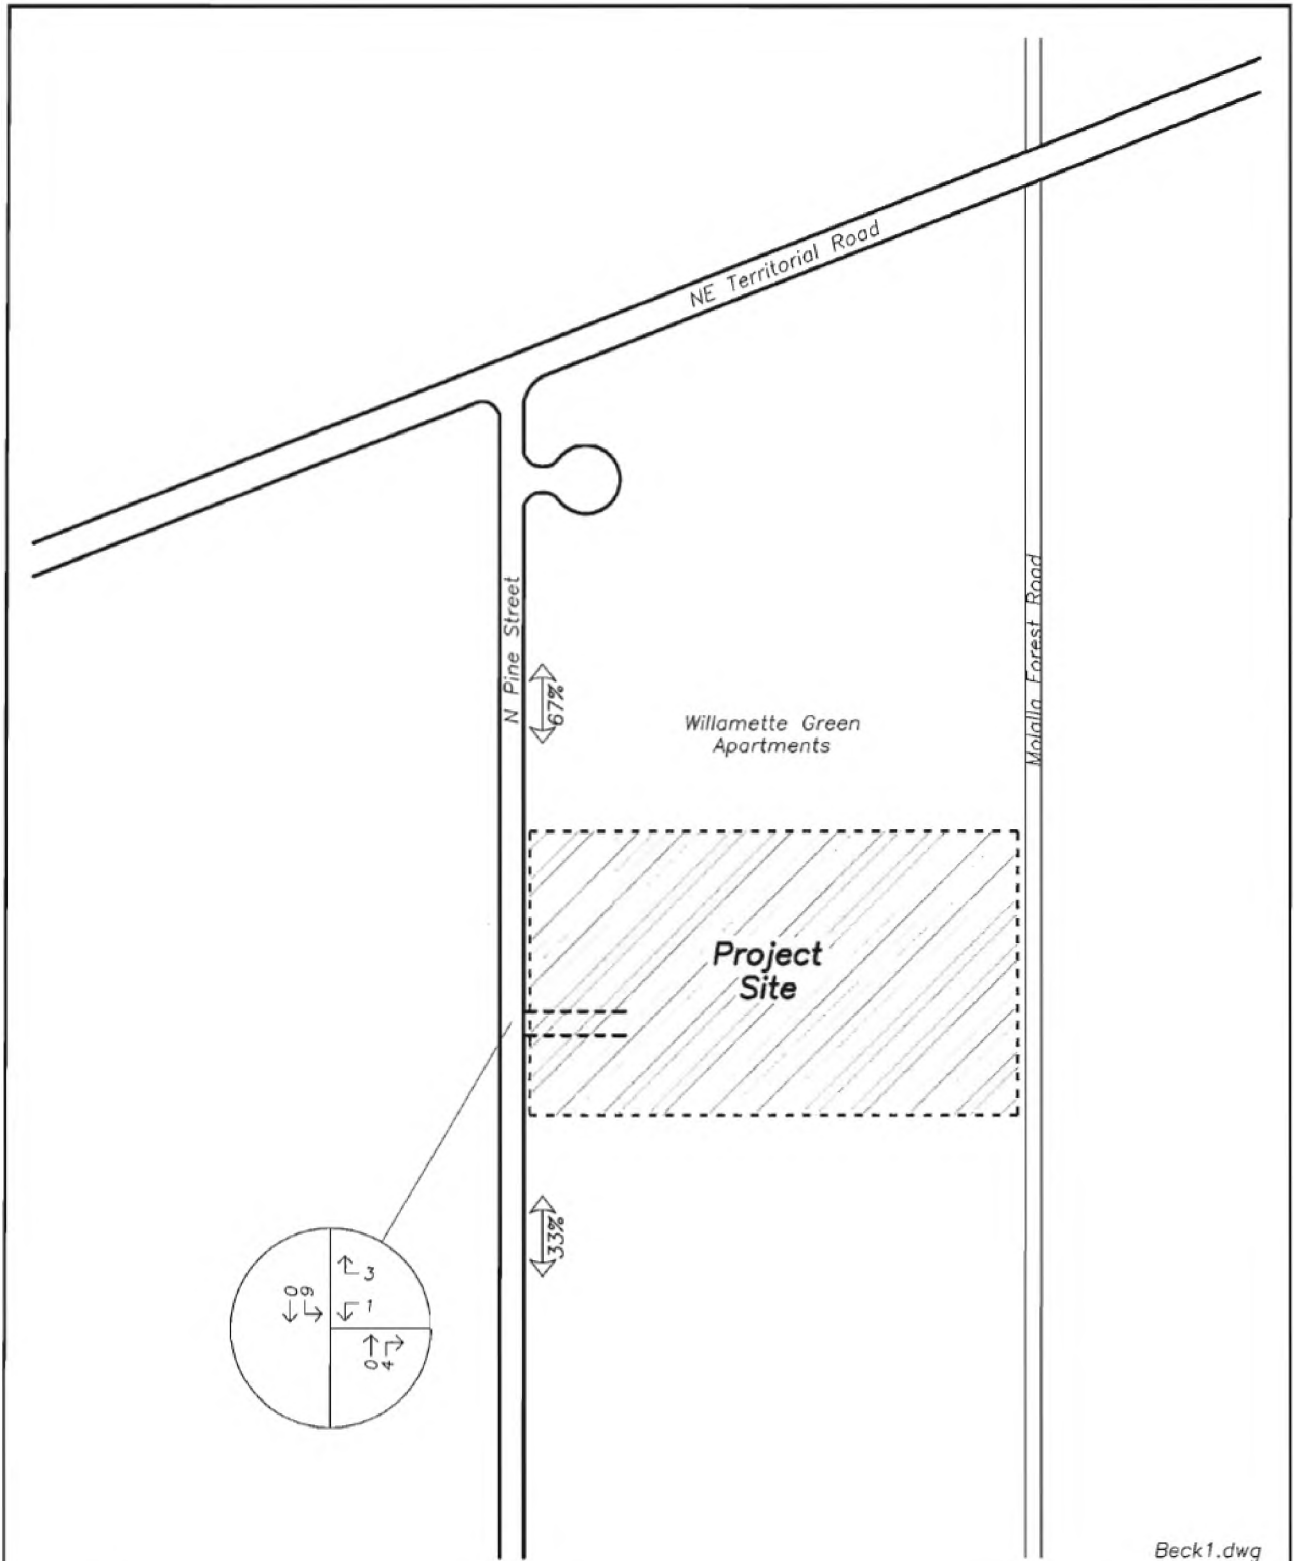 NE Territorial Road
N Pine Street
Molalla Forest Road
67%
Willamette Green
Apartments
Project
Site
33%
3
0
9
1
0
4
Beck1.dwg